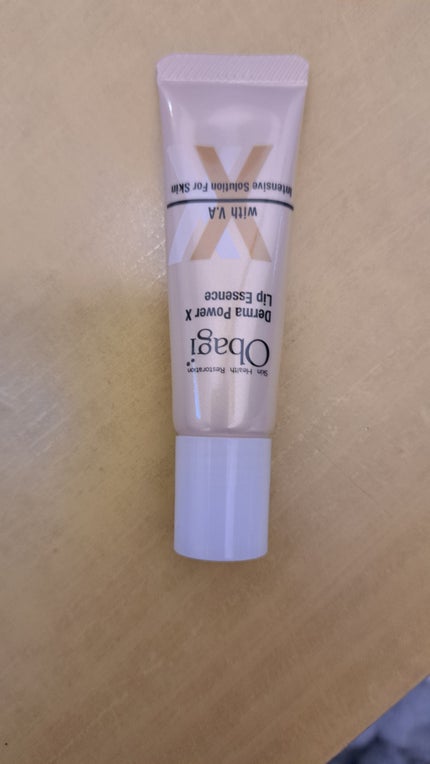 Skin Health Restoration
Obagi
Derma Power X
Lip Essence
X
with V.A
Intensive Solution For Skin